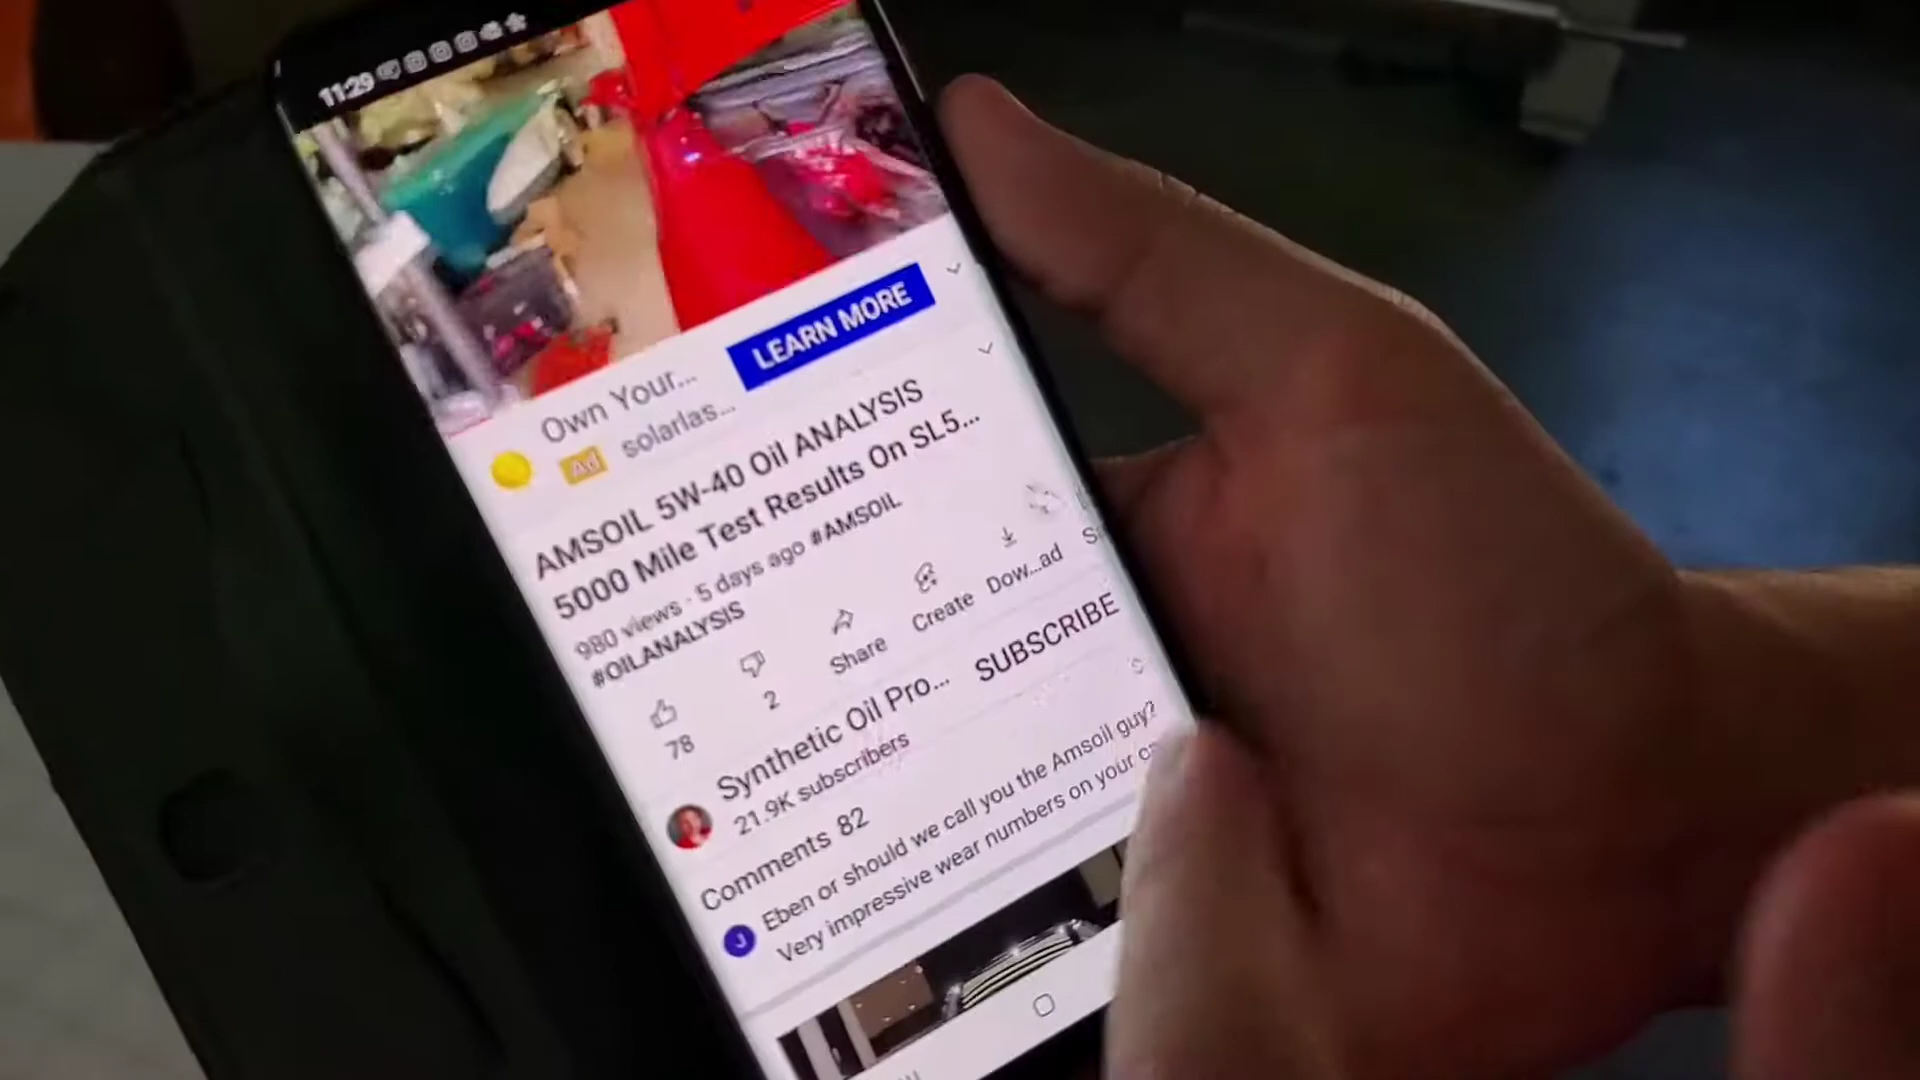 11:29
LEARN MORE
Own Your...
Ad solarlas...
AMSOIL 5W-40 Oil ANALYSIS
5000 Mile Test Results On SL5...
980 views · 5 days ago #AMSOIL
#OILANALYSIS
78
2
Share
Create
Dow...ad
Synthetic Oil Pro...
21.9K subscribers
SUBSCRIBE
Comments 82
J
Eben or should we call you the Amsoil guy?
Very impressive wear numbers on your